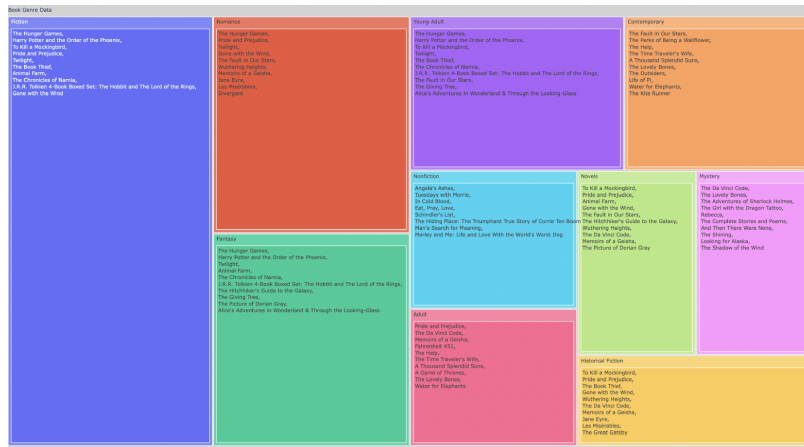 Book Genre Data
Fiction
The Hunger Games,
Harry Potter and the Order of the Phoenix,
To Kill a Mockingbird,
Pride and Prejudice,
Twilight,
The Book Thief,
Animal Farm,
The Chronicles of Narnia,
J.R.R. Tolkien 4-Book Boxed Set: The Hobbit and The Lord of the Rings,
Gone with the Wind
Romance
The Hunger Games,
Pride and Prejudice,
Twilight,
Gone with the Wind,
The Fault in Our Stars,
Wuthering Heights,
Memoirs of a Geisha,
Jane Eyre,
Les Misérables,
Divergent
Fantasy
The Hunger Games,
Harry Potter and the Order of the Phoenix,
Twilight,
Animal Farm,
The Chronicles of Narnia,
J.R.R. Tolkien 4-Book Boxed Set: The Hobbit and The Lord of the Rings,
The Hitchhiker's Guide to the Galaxy,
The Giving Tree,
The Picture of Dorian Gray,
Alice's Adventures in Wonderland & Through the Looking-Glass
Young Adult
The Hunger Games,
Harry Potter and the Order of the Phoenix,
Twilight,
The Book Thief,
The Chronicles of Narnia,
J.R.R. Tolkien 4-Book Boxed Set: The Hobbit and The Lord of the Rings,
The Fault in Our Stars,
The Giving Tree,
Alice's Adventures in Wonderland & Through the Looking-Glass
Contemporary
The Fault in Our Stars,
The Perks of Being a Wallflower,
The Help,
The Time Traveler's Wife,
A Thousand Splendid Suns,
The Lovely Bones,
The Outsiders,
Life of Pi,
Water for Elephants,
The Kite Runner
Nonfiction
Angela's Ashes,
Tuesdays with Morrie,
In Cold Blood,
Eat, Pray, Love,
Schindler's List,
The Hiding Place: The Triumphant True Story of Corrie Ten Boom
Man's Search for Meaning,
Marley and Me: Life and Love With the World's Worst Dog
Adult
Pride and Prejudice,
The Da Vinci Code,
Memoirs of a Geisha,
Fahrenheit 451,
The Help,
The Time Traveler's Wife,
A Thousand Splendid Suns,
A Game of Thrones,
The Lovely Bones,
Water for Elephants
Novels
To Kill a Mockingbird,
Pride and Prejudice,
Animal Farm,
Gone with the Wind,
The Fault in Our Stars,
The Hitchhiker's Guide to the Galaxy,
Wuthering Heights,
The Da Vinci Code,
Memoirs of a Geisha,
The Picture of Dorian Gray
Mystery
The Da Vinci Code,
The Lovely Bones,
The Adventures of Sherlock Holmes,
The Girl with the Dragon Tattoo,
Rebecca,
The Complete Stories and Poems,
And Then There Were None,
The Shining,
Looking for Alaska,
The Shadow of the Wind
Historical Fiction
To Kill a Mockingbird,
Pride and Prejudice,
The Book Thief,
Gone with the Wind,
Wuthering Heights,
The Da Vinci Code,
Memoirs of a Geisha,
Jane Eyre,
Les Misérables,
The Great Gatsby